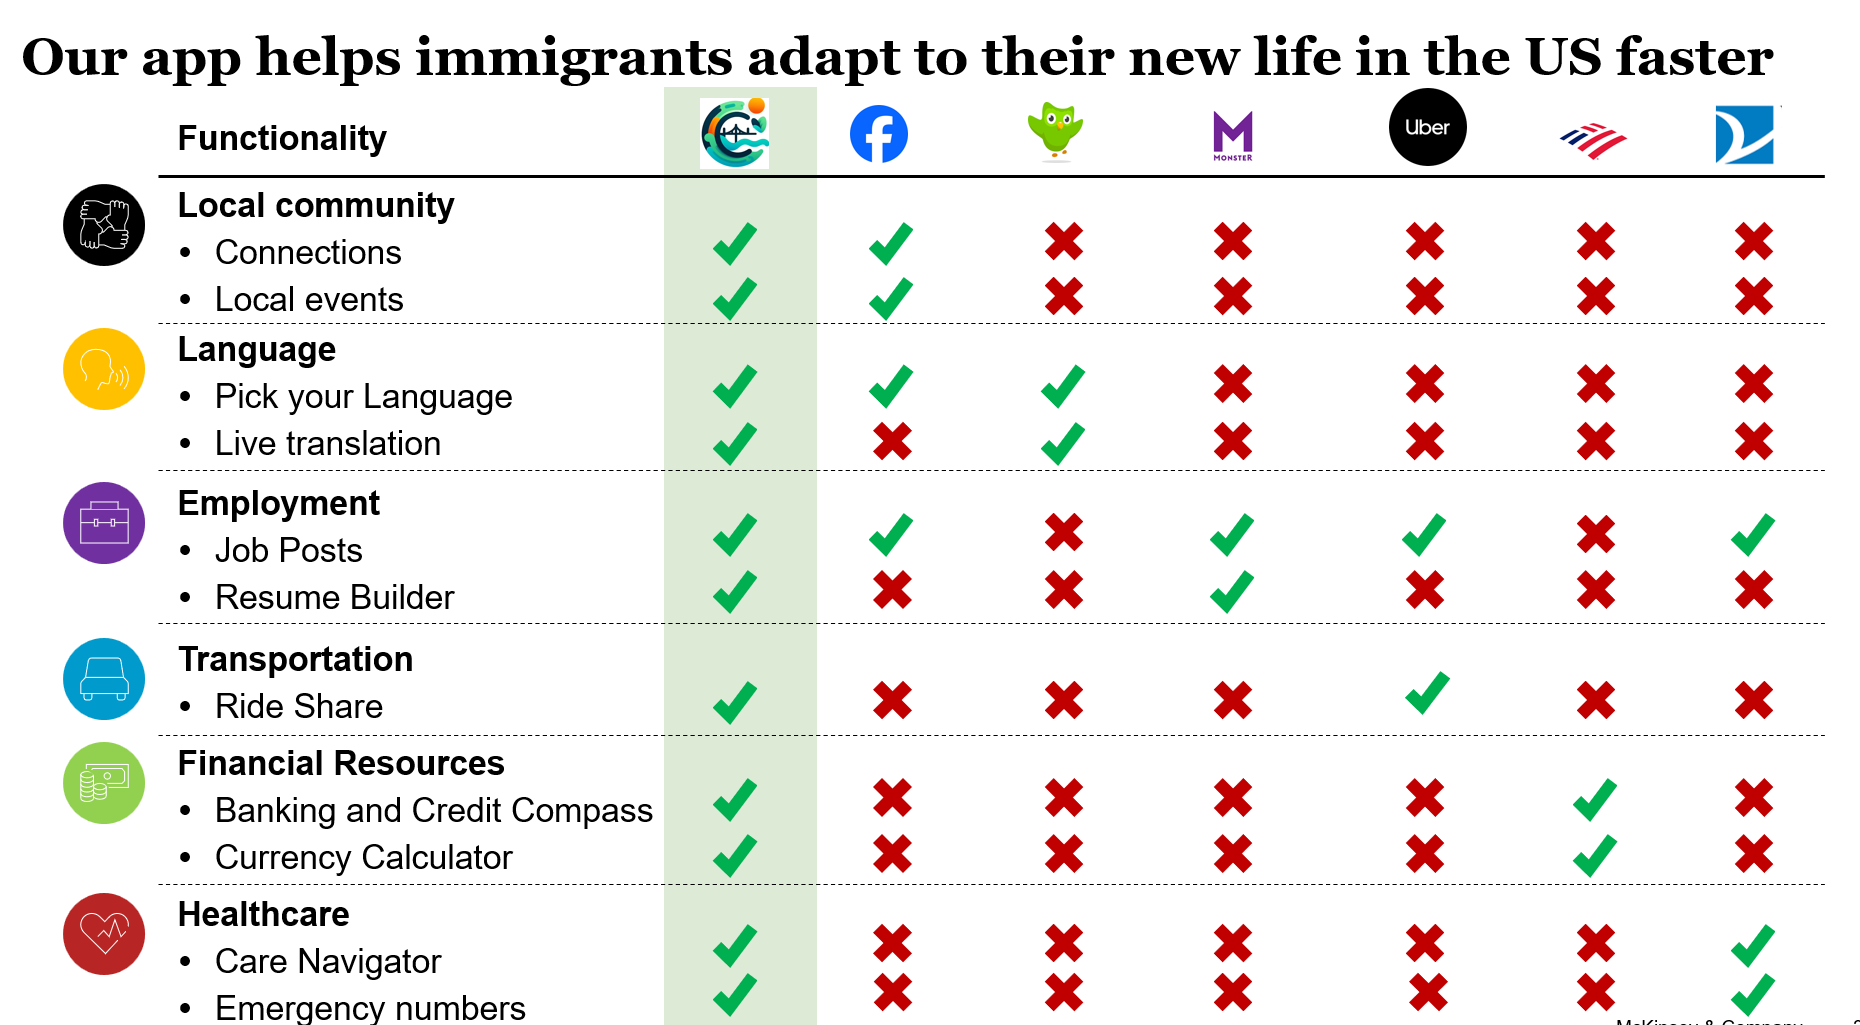 Our app helps immigrants adapt to their new life in the US faster
Functionality
MONSTER
Uber
Local community
• Connections
• Local events
Language
• Pick your Language
• Live translation
Employment
• Job Posts
• Resume Builder
Transportation
• Ride Share
Financial Resources
• Banking and Credit Compass
• Currency Calculator
Healthcare
• Care Navigator
• Emergency numbers
McKinsey & Company